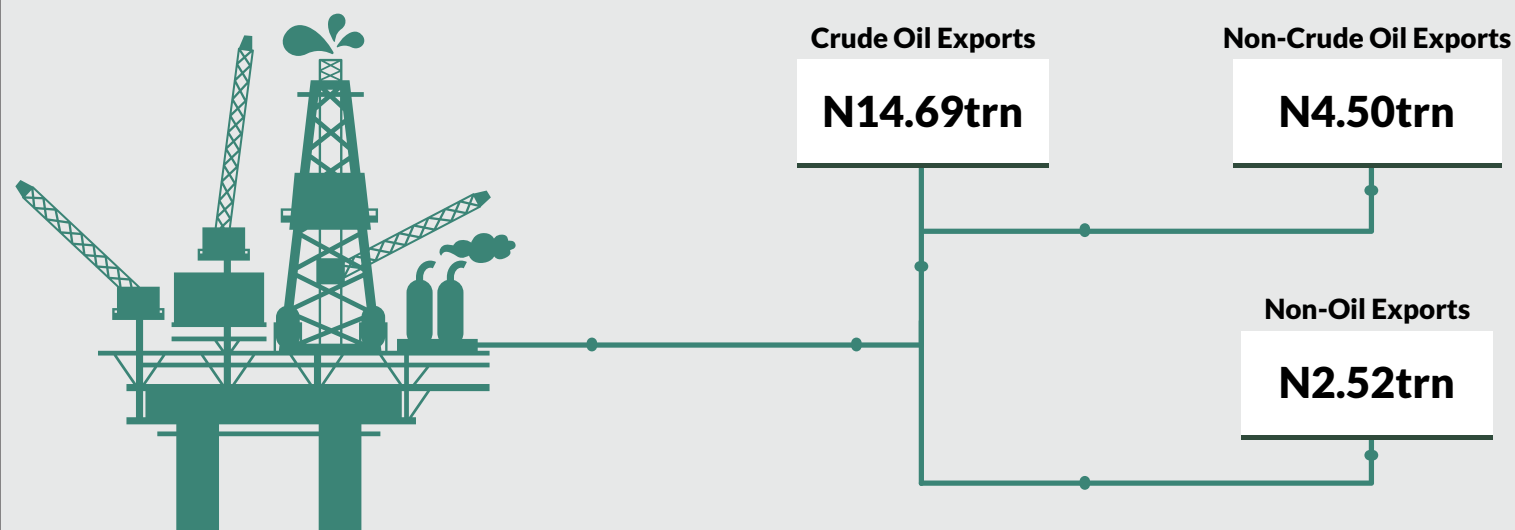 Crude Oil Exports
N14.69trn
Non-Crude Oil Exports
N4.50trn
Non-Oil Exports
N2.52trn